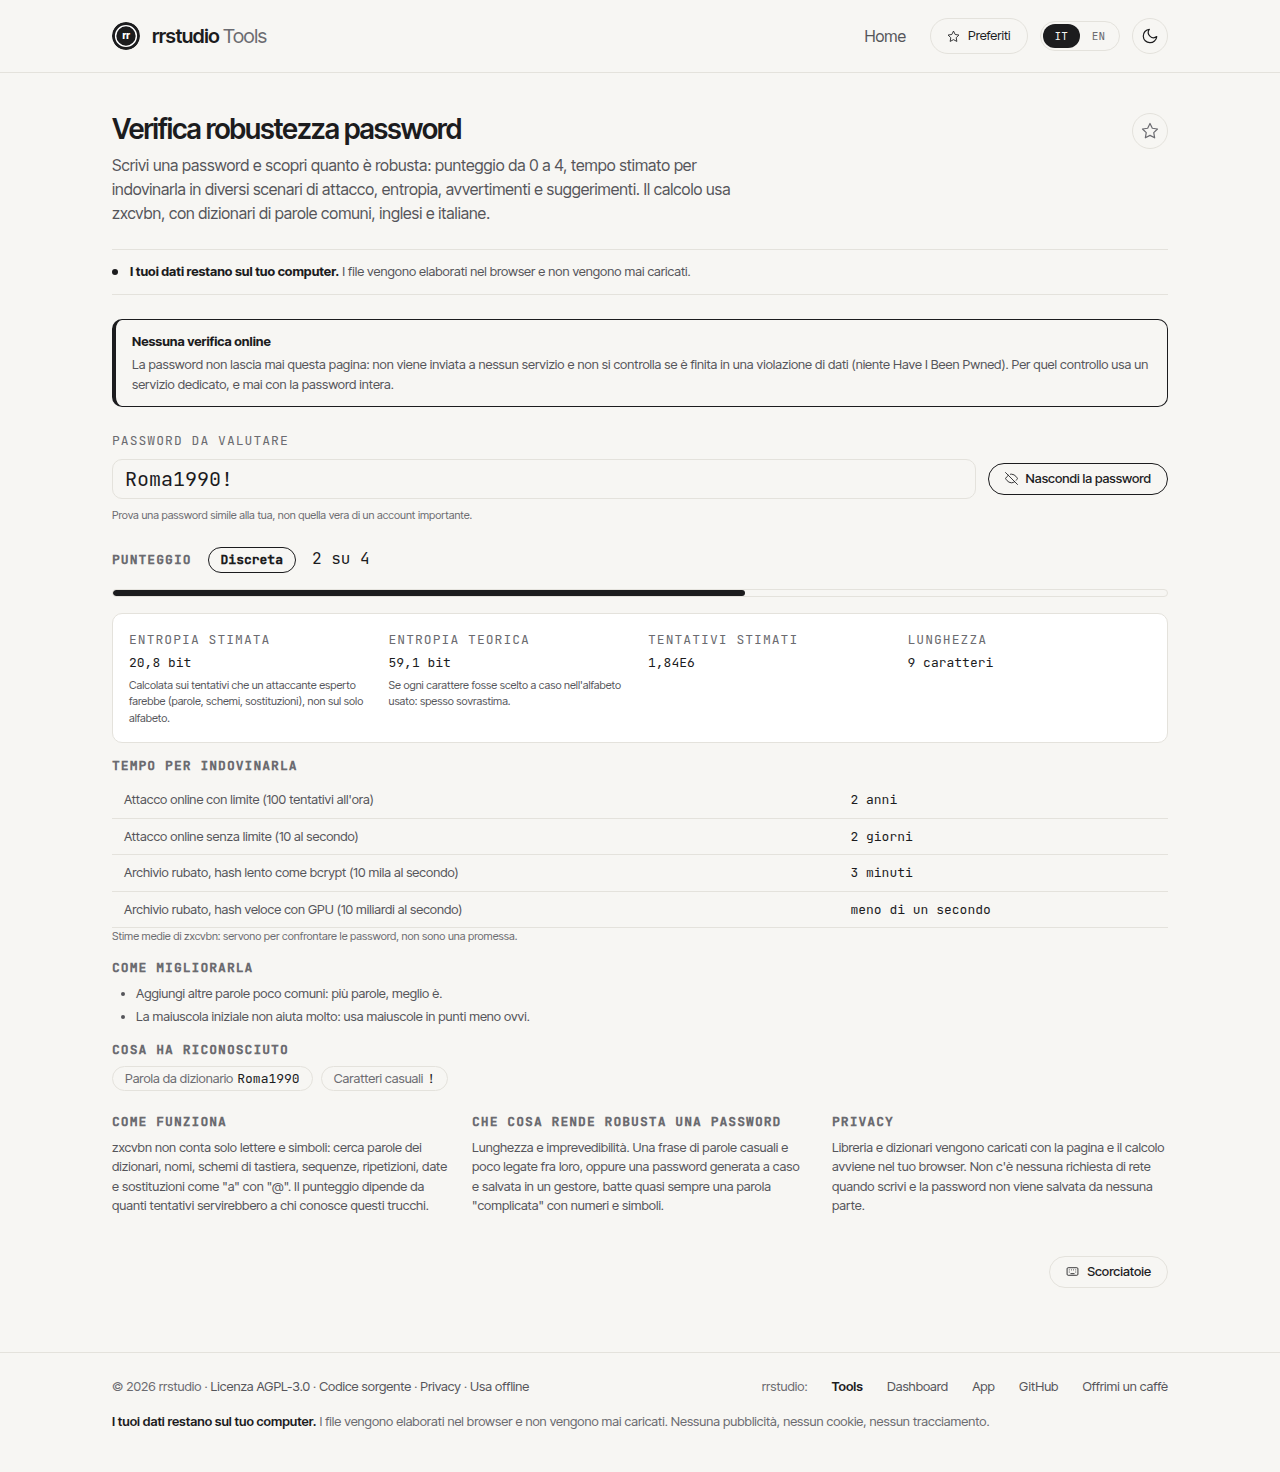 rr rrstudio Tools
Home Preferiti IT EN
Verifica robustezza password
Scrivi una password e scopri quanto è robusta: punteggio da 0 a 4, tempo stimato per
indovinarla in diversi scenari di attacco, entropia, avvertimenti e suggerimenti. Il calcolo usa
zxcvbn, con dizionari di parole comuni, inglesi e italiane.
I tuoi dati restano sul tuo computer. I file vengono elaborati nel browser e non vengono mai caricati.
Nessuna verifica online
La password non lascia mai questa pagina: non viene inviata a nessun servizio e non si controlla se è finita in una violazione di dati (niente Have I Been Pwned). Per quel controllo usa un
servizio dedicato, e mai con la password intera.
PASSWORD DA VALUTARE
Roma1990!
Nascondi la password
Prova una password simile alla tua, non quella vera di un account importante.
PUNTEGGIO Discreta 2 su 4
ENTROPIA STIMATA
20,8 bit
Calcolata sui tentativi che un attaccante esperto
farebbe (parole, schemi, sostituzioni), non sul solo
alfabeto.
ENTROPIA TEORICA
59,1 bit
Se ogni carattere fosse scelto a caso nell'alfabeto
usato: spesso sovrastima.
TENTATIVI STIMATI
1,84E6
LUNGHEZZA
9 caratteri
TEMPO PER INDOVINARLA
Attacco online con limite (100 tentativi all'ora) 2 anni
Attacco online senza limite (10 al secondo) 2 giorni
Archivio rubato, hash lento come bcrypt (10 mila al secondo) 3 minuti
Archivio rubato, hash veloce con GPU (10 miliardi al secondo) meno di un secondo
Stime medie di zxcvbn: servono per confrontare le password, non sono una promessa.
COME MIGLIORARLA
• Aggiungi altre parole poco comuni: più parole, meglio è.
• La maiuscola iniziale non aiuta molto: usa maiuscole in punti meno ovvi.
COSA HA RICONOSCIUTO
Parola da dizionario Roma1990 Caratteri casuali !
COME FUNZIONA
zxcvbn non conta solo lettere e simboli: cerca parole dei
dizionari, nomi, schemi di tastiera, sequenze, ripetizioni, date
e sostituzioni come "a" con "@". Il punteggio dipende da
quanti tentativi servirebbero a chi conosce questi trucchi.
CHE COSA RENDE ROBUSTA UNA PASSWORD
Lunghezza e imprevedibilità. Una frase di parole casuali e
poco legate fra loro, oppure una password generata a caso
e salvata in un gestore, batte quasi sempre una parola
"complicata" con numeri e simboli.
PRIVACY
Libreria e dizionari vengono caricati con la pagina e il calcolo
avviene nel tuo browser. Non c'è nessuna richiesta di rete
quando scrivi e la password non viene salvata da nessuna
parte.
Scorciatoie
© 2026 rrstudio · Licenza AGPL-3.0 · Codice sorgente · Privacy · Usa offline
rrstudio: Tools Dashboard App GitHub Offrimi un caffè
I tuoi dati restano sul tuo computer. I file vengono elaborati nel browser e non vengono mai caricati. Nessuna pubblicità, nessun cookie, nessun tracciamento.